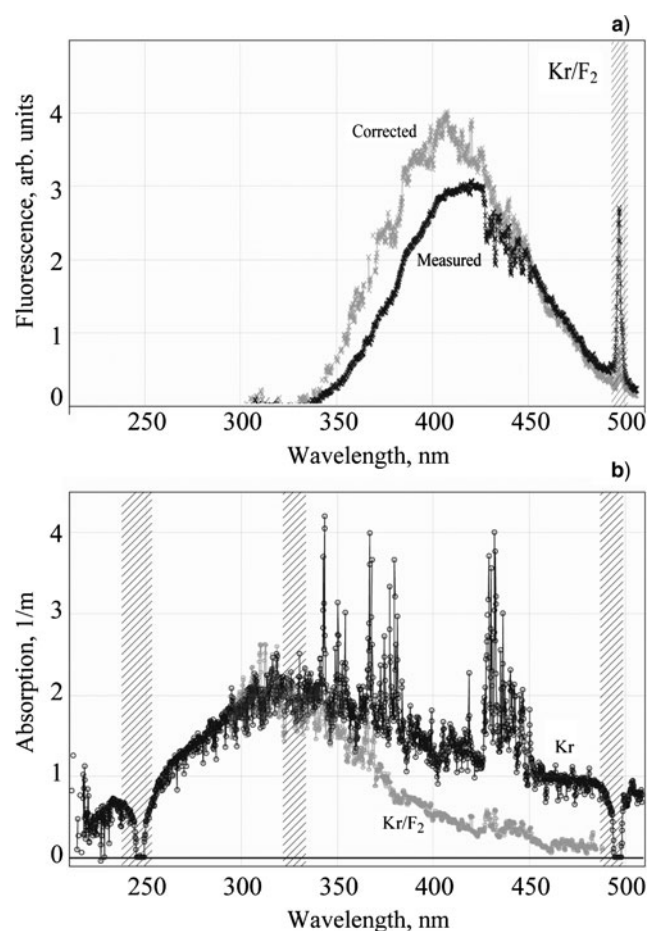 a)
Kr/F2
4
Corrected
3
Measured
2
1
0
Fluorescence, arb. units
250 300 350 400 450 500
Wavelength, nm
b)
4
3
2
Kr
1
Kr/F2
0
Absorption, 1/m
250 300 350 400 450 500
Wavelength, nm